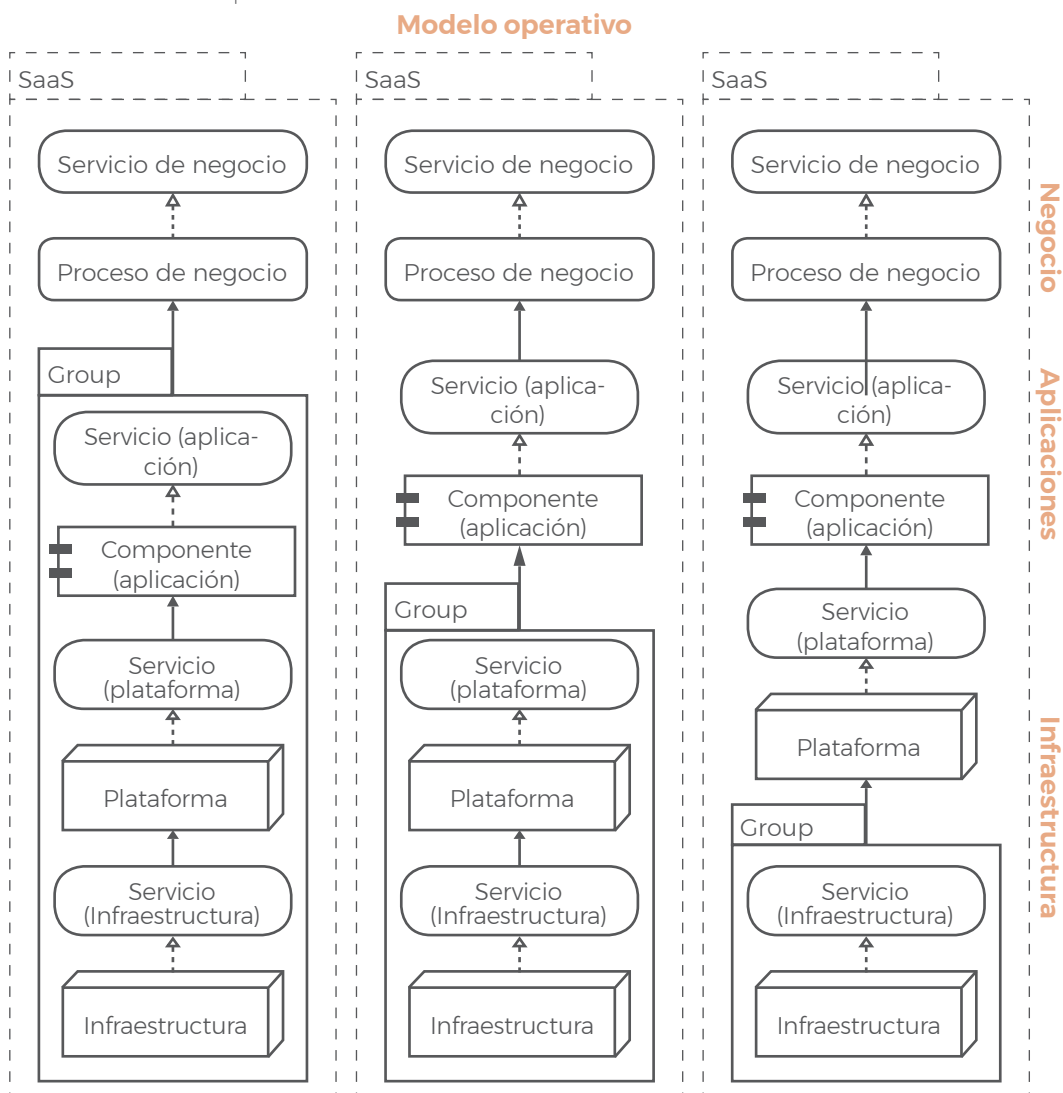 Modelo operativo
SaaS
Servicio de negocio
Proceso de negocio
Group
Servicio (aplica-
ción)
Componente
(aplicación)
Servicio
(plataforma)
Plataforma
Servicio
(Infraestructura)
Infraestructura
SaaS
Servicio de negocio
Proceso de negocio
Servicio (aplica-
ción)
Componente
(aplicación)
Group
Servicio
(plataforma)
Plataforma
Servicio
(Infraestructura)
Infraestructura
SaaS
Servicio de negocio
Proceso de negocio
Servicio (aplica-
ción)
Componente
(aplicación)
Servicio
(plataforma)
Plataforma
Group
Servicio
(Infraestructura)
Infraestructura
Negocio
Aplicaciones
Infraestructura